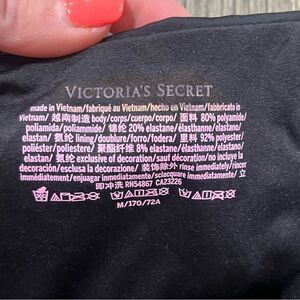 VICTORIA'S SECRET
made in Vietnam/fabriqué au Vietnam/hecho en Vietnam/fabricato in
Vietnam/ 越南制造 body/corps/cuerpo/corpo/ 面料 80% polyamide/
poliamida/poliammide/ 锦纶 20% elastane/élasthanne/elastano/
elastan/ 氨纶 lining/doublure/forro/fodera/ 里料 92% polyester/
poliéster/poliestere/ 聚酯纤维 8% elastane/élasthanne/elastano/
elastan/ 氨纶 exclusive of decoration/sauf décoration/no incluye la
decoración/esclusa la decorazione/ 装饰除外 rinse immediately/rincer
immédiatement/enjuagar inmediatamente/sciacquare immediatamente/ 立
即冲洗 RN54867 CA23226
M/170/72A